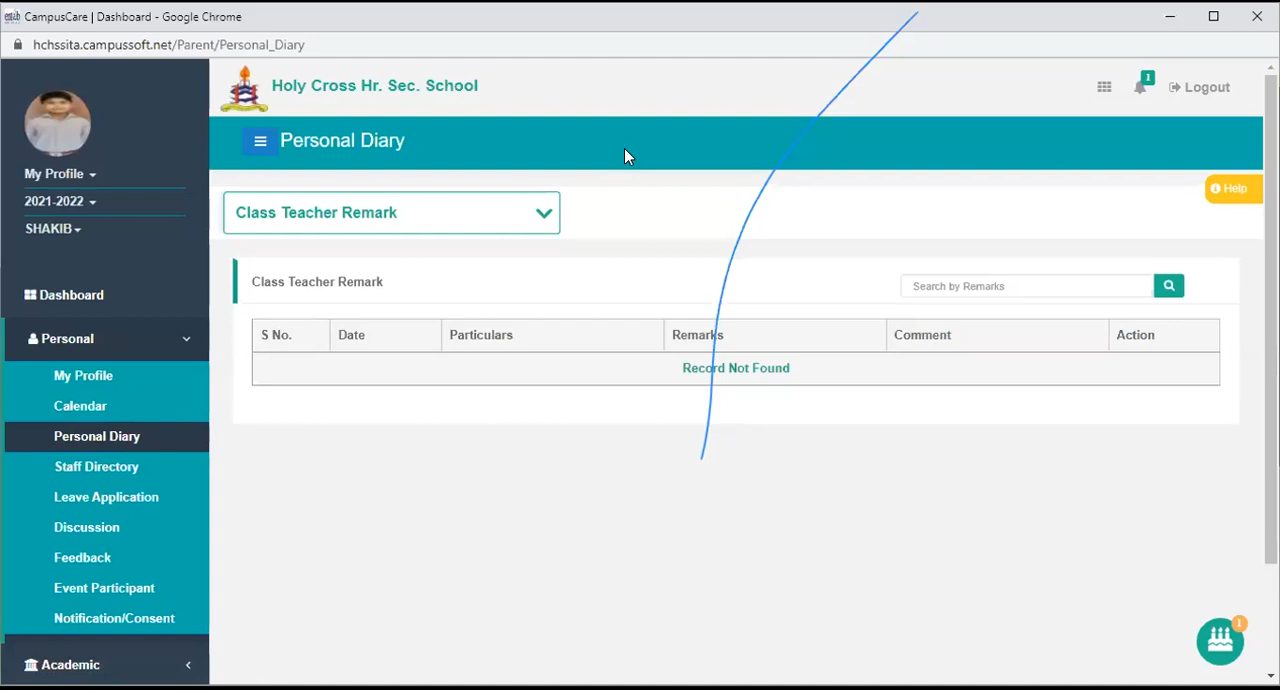 CampusCare | Dashboard - Google Chrome
hchssita.campussoft.net/Parent/Personal_Diary
Holy Cross Hr. Sec. School
1
Logout
Personal Diary
Help
My Profile
2021-2022
SHAKIB
Class Teacher Remark
Dashboard
Personal
My Profile
Calendar
Personal Diary
Staff Directory
Leave Application
Discussion
Feedback
Event Participant
Notification/Consent
Academic
Class Teacher Remark
Search by Remarks
S No. Date Particulars Remarks Comment Action
Record Not Found
1